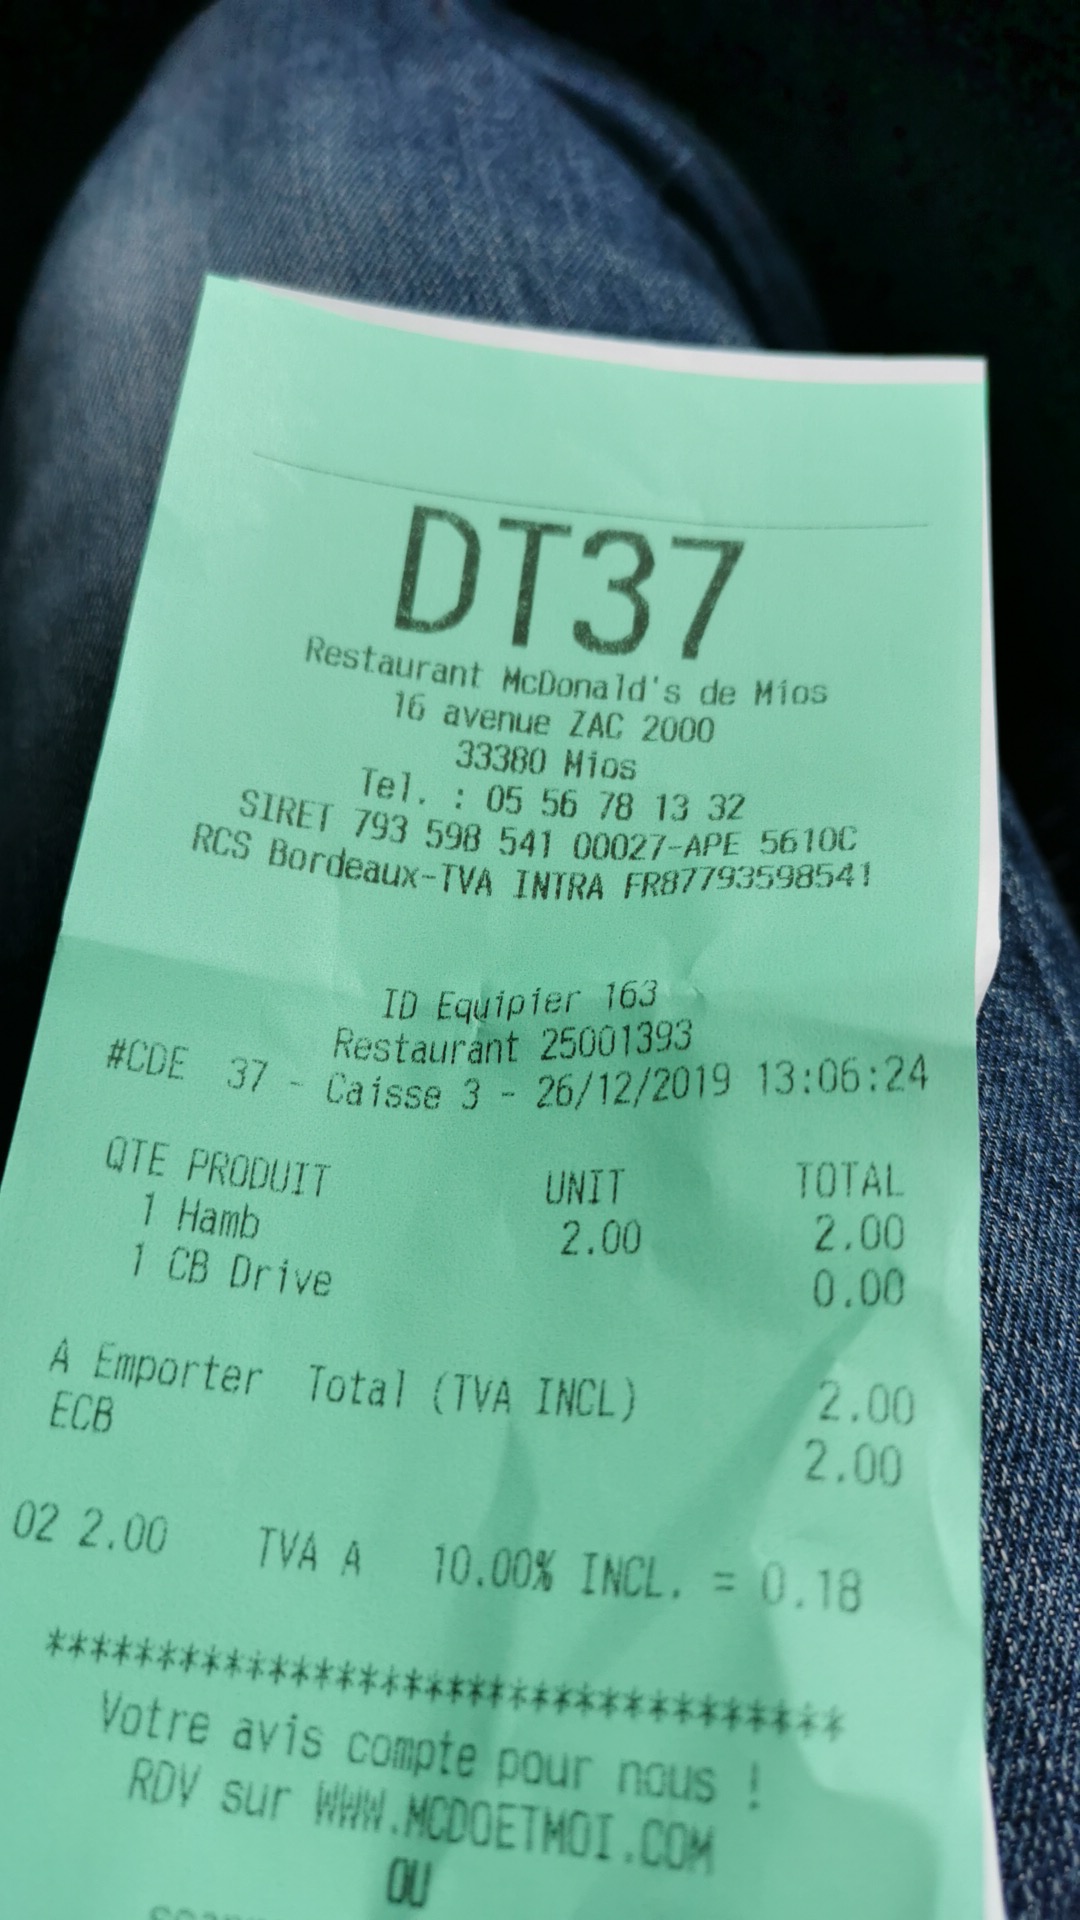 DT37
Restaurant McDonald's de Mios
16 avenue ZAC 2000
33380 Mios
Tel. : 05 56 78 13 32
SIRET 793 598 541 00027-APE 5610C
RCS Bordeaux-TVA INTRA FR87793598541
ID Equipier 163
Restaurant 25001393
#CDE 37 - Caisse 3 - 26/12/2019 13:06:24
QTE PRODUIT UNIT TOTAL
1 Hamb 2.00 2.00
1 CB Drive 0.00
A Emporter Total (TVA INCL) 2.00
ECB 2.00
02 2.00 TVA A 10.00% INCL. = 0.18
************************************
Votre avis compte pour nous !
RDV sur WWW.MCDOETMOI.COM
OU